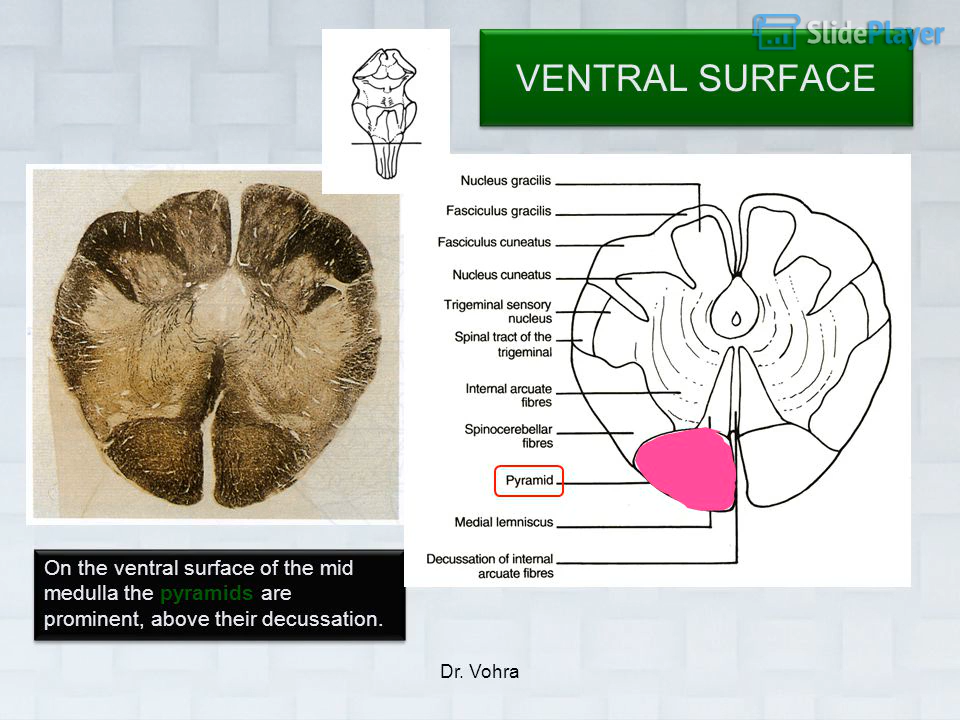 SlidePlayer
VENTRAL SURFACE
Nucleus gracilis
Fasciculus gracilis
Fasciculus cuneatus
Nucleus cuneatus
Trigeminal sensory
nucleus
Spinal tract of the
trigeminal
Internal arcuate
fibres
Spinocerebellar
fibres
Pyramid
Medial lemniscus
Decussation of internal
arcuate fibres
On the ventral surface of the mid
medulla the pyramids are
prominent, above their decussation.
Dr. Vohra